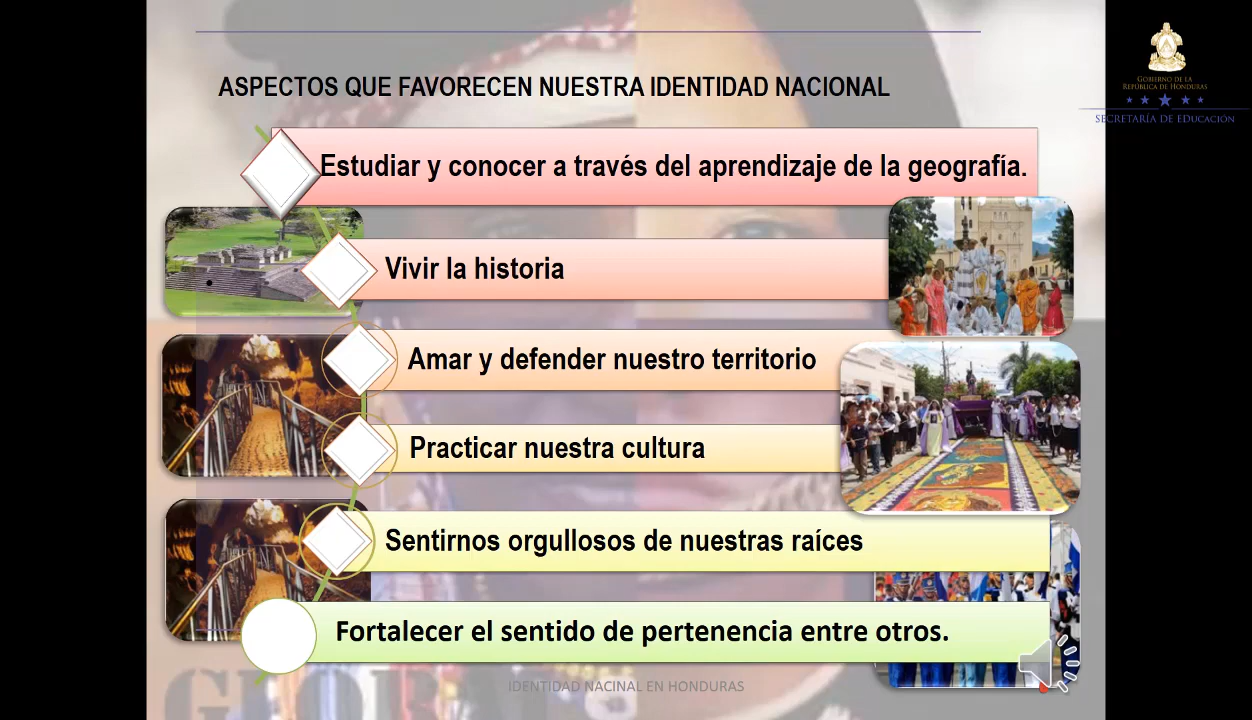 ASPECTOS QUE FAVORECEN NUESTRA IDENTIDAD NACIONAL
GOBIERNO DE LA
REPÚBLICA DE HONDURAS
SECRETARÍA DE EDUCACIÓN
Estudiar y conocer a través del aprendizaje de la geografía.
Vivir la historia
Amar y defender nuestro territorio
Practicar nuestra cultura
Sentirnos orgullosos de nuestras raíces
Fortalecer el sentido de pertenencia entre otros.
IDENTIDAD NACINAL EN HONDURAS